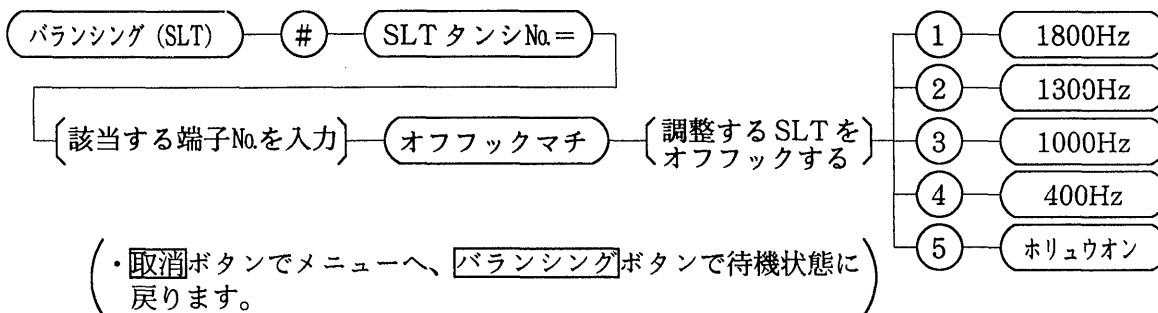 バランシング (SLT) # SLTタンシ№=
{該当する端子№を入力} オフフックマチ {調整するSLTを
オフフックする}
1 1800Hz
2 1300Hz
3 1000Hz
4 400Hz
5 ホリュウオン
(・取消ボタンでメニューへ、バランシングボタンで待機状態に
戻ります。)